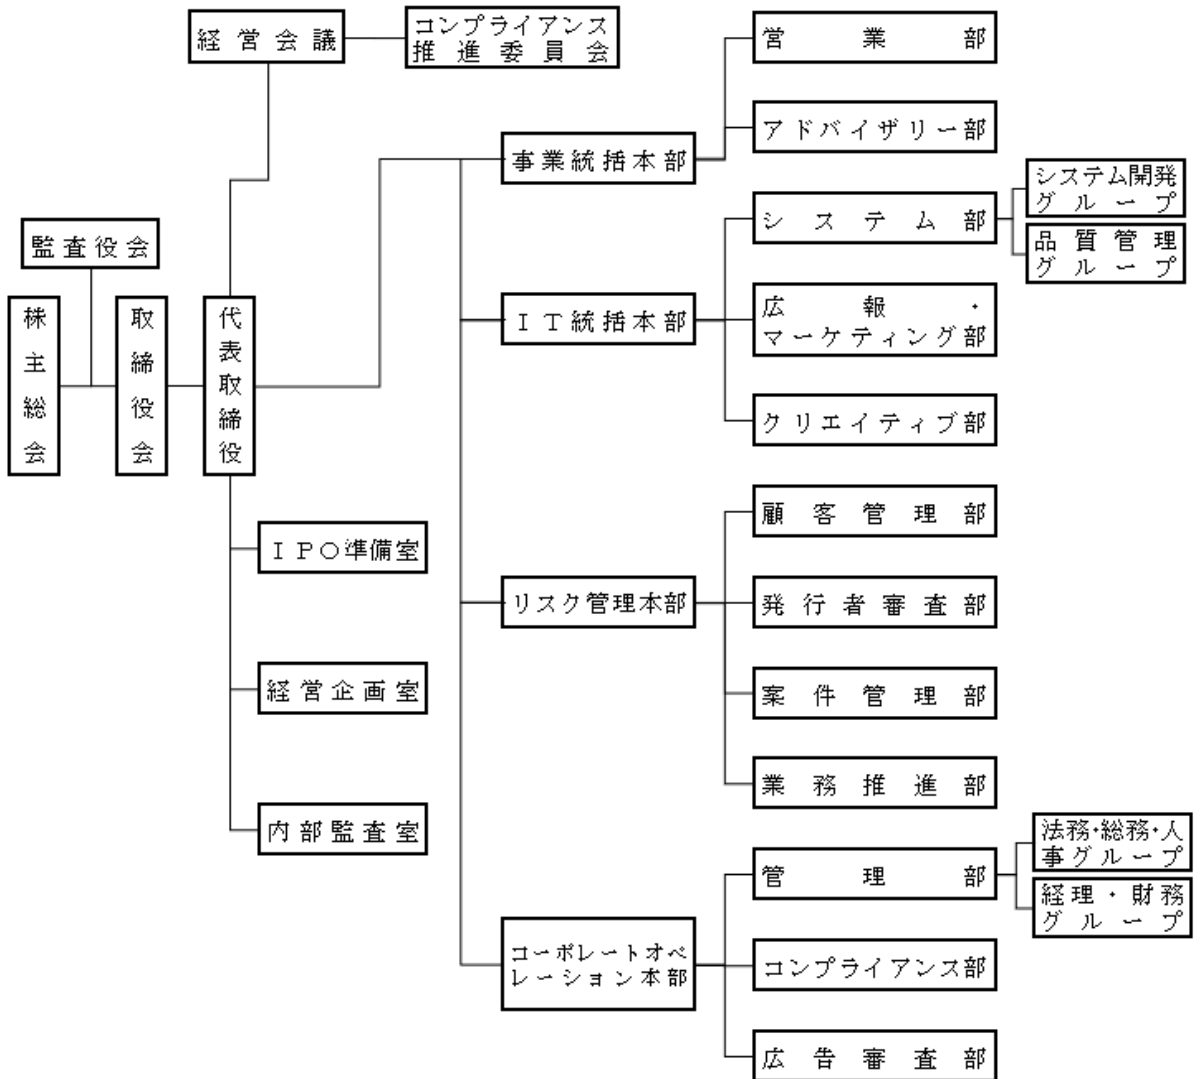 経営会議
コンプライアンス
推進委員会
営業部
アドバイザリー部
事業統括本部
システム開発
グループ
システム部
品質管理
グループ
監査役会
株主総会
取締役会
代表取締役
ＩＴ統括本部
広報・
マーケティング部
クリエイティブ部
顧客管理部
ＩＰＯ準備室
リスク管理本部
発行者審査部
経営企画室
案件管理部
業務推進部
内部監査室
法務・総務・人
事グループ
管理部
経理・財務
グループ
コーポレートオペ
レーション本部
コンプライアンス部
広告審査部